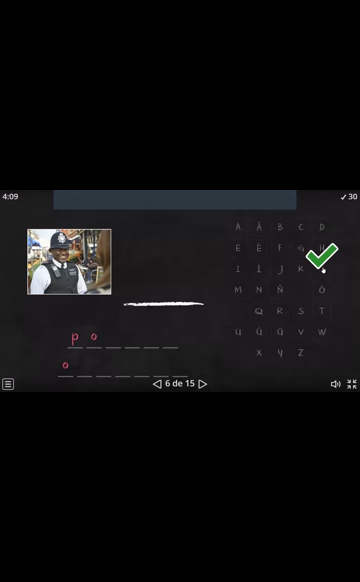 4:09
✓ 30
A Ä B C D
E Ë F G H
I Ï J K
M N Ñ Ö
Q R S T
U Û Ü V W
X Y Z
p o
o
6 de 15